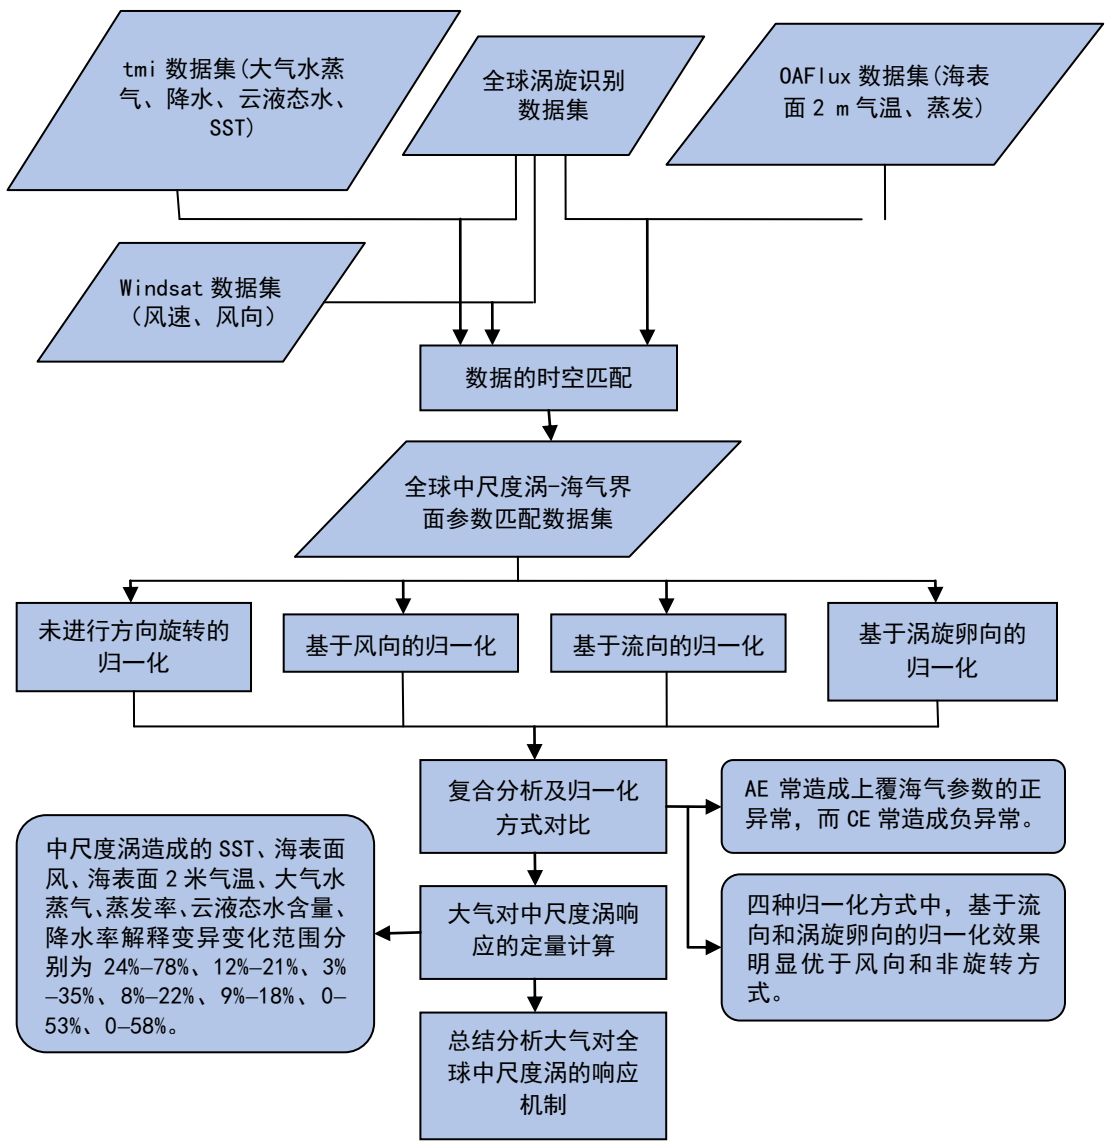 tmi 数据集(大气水蒸
气、降水、云液态水、
SST)
全球涡旋识别
数据集
OAFlux 数据集(海表
面 2 m 气温、蒸发)
Windsat 数据集
（风速、风向）
数据的时空匹配
全球中尺度涡-海气界
面参数匹配数据集
未进行方向旋转的
归一化
基于风向的归一化
基于流向的归一化
基于涡旋卵向的
归一化
复合分析及归一化
方式对比
AE 常造成上覆海气参数的正
异常，而 CE 常造成负异常。
中尺度涡造成的 SST、海表面
风、海表面 2 米气温、大气水
蒸气、蒸发率、云液态水含量、
降水率解释变异变化范围分
别为 24%—78%、12%—21%、3%
—35%、8%—22%、9%—18%、0—
53%、0—58%。
大气对中尺度涡响
应的定量计算
四种归一化方式中，基于流
向和涡旋卵向的归一化效果
明显优于风向和非旋转方
式。
总结分析大气对全
球中尺度涡的响应
机制